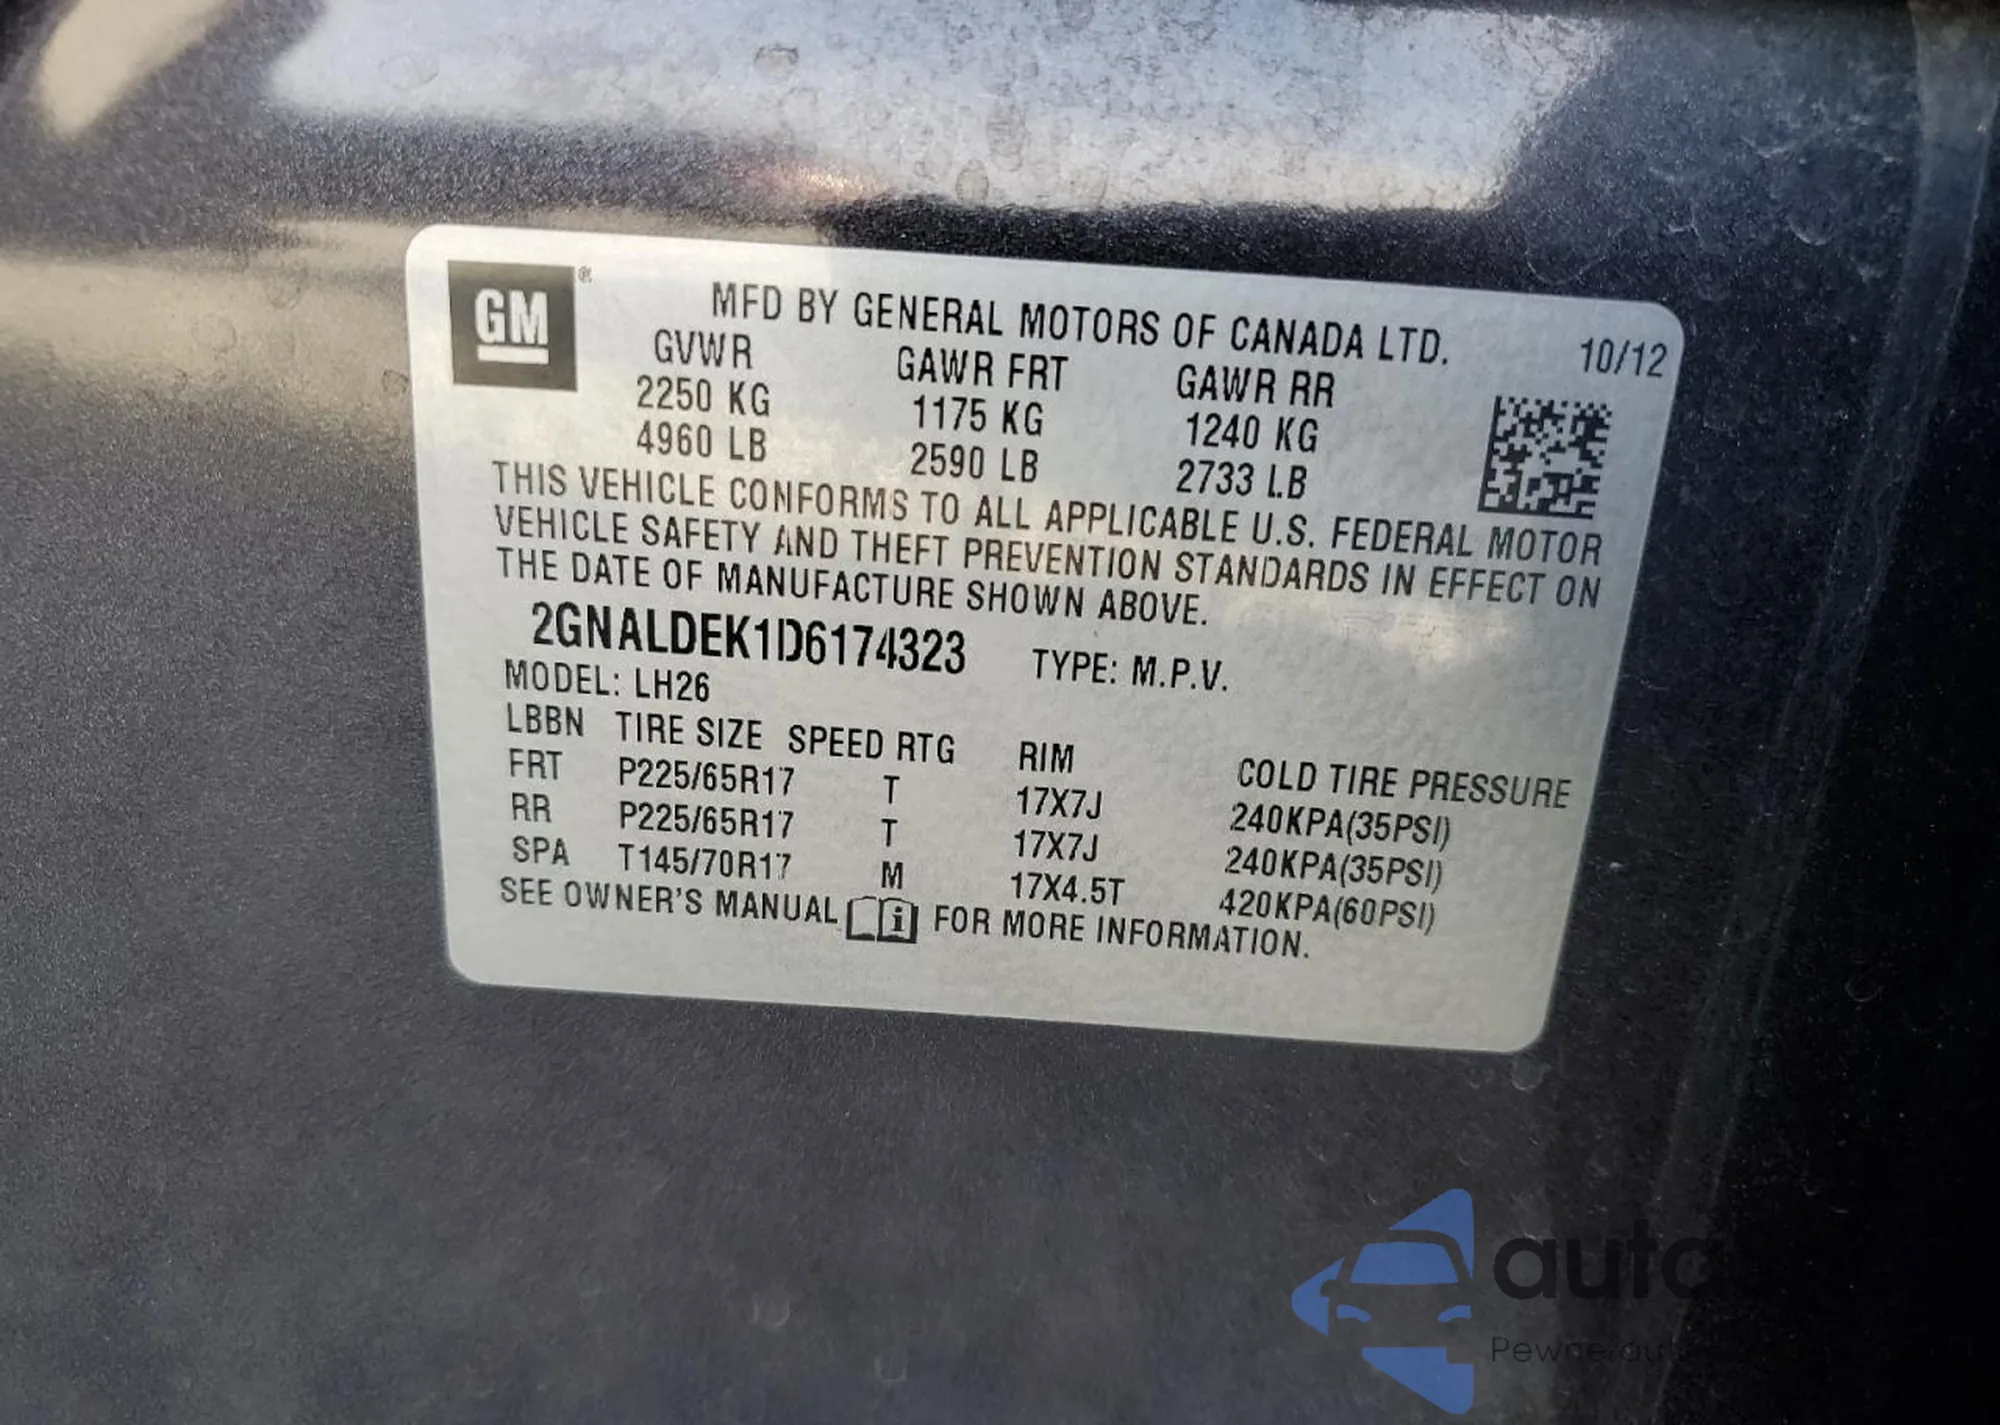 GM ®
MFD BY GENERAL MOTORS OF CANADA LTD. 10/12
GVWR GAWR FRT GAWR RR
2250 KG 1175 KG 1240 KG
4960 LB 2590 LB 2733 LB
THIS VEHICLE CONFORMS TO ALL APPLICABLE U.S. FEDERAL MOTOR
VEHICLE SAFETY AND THEFT PREVENTION STANDARDS IN EFFECT ON
THE DATE OF MANUFACTURE SHOWN ABOVE.
2GNALDEK1D6174323 TYPE: M.P.V.
MODEL: LH26
LBBN TIRE SIZE SPEED RTG RIM COLD TIRE PRESSURE
FRT P225/65R17 T 17X7J 240KPA(35PSI)
RR P225/65R17 T 17X7J 240KPA(35PSI)
SPA T145/70R17 M 17X4.5T 420KPA(60PSI)
SEE OWNER'S MANUAL i FOR MORE INFORMATION.